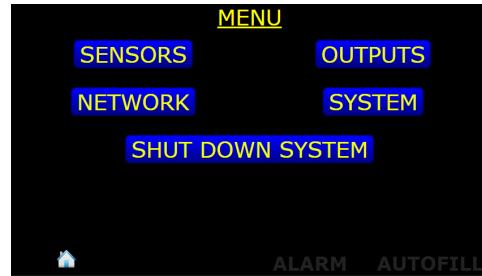 MENU
SENSORS OUTPUTS
NETWORK SYSTEM
SHUT DOWN SYSTEM
ALARM AUTOFILL